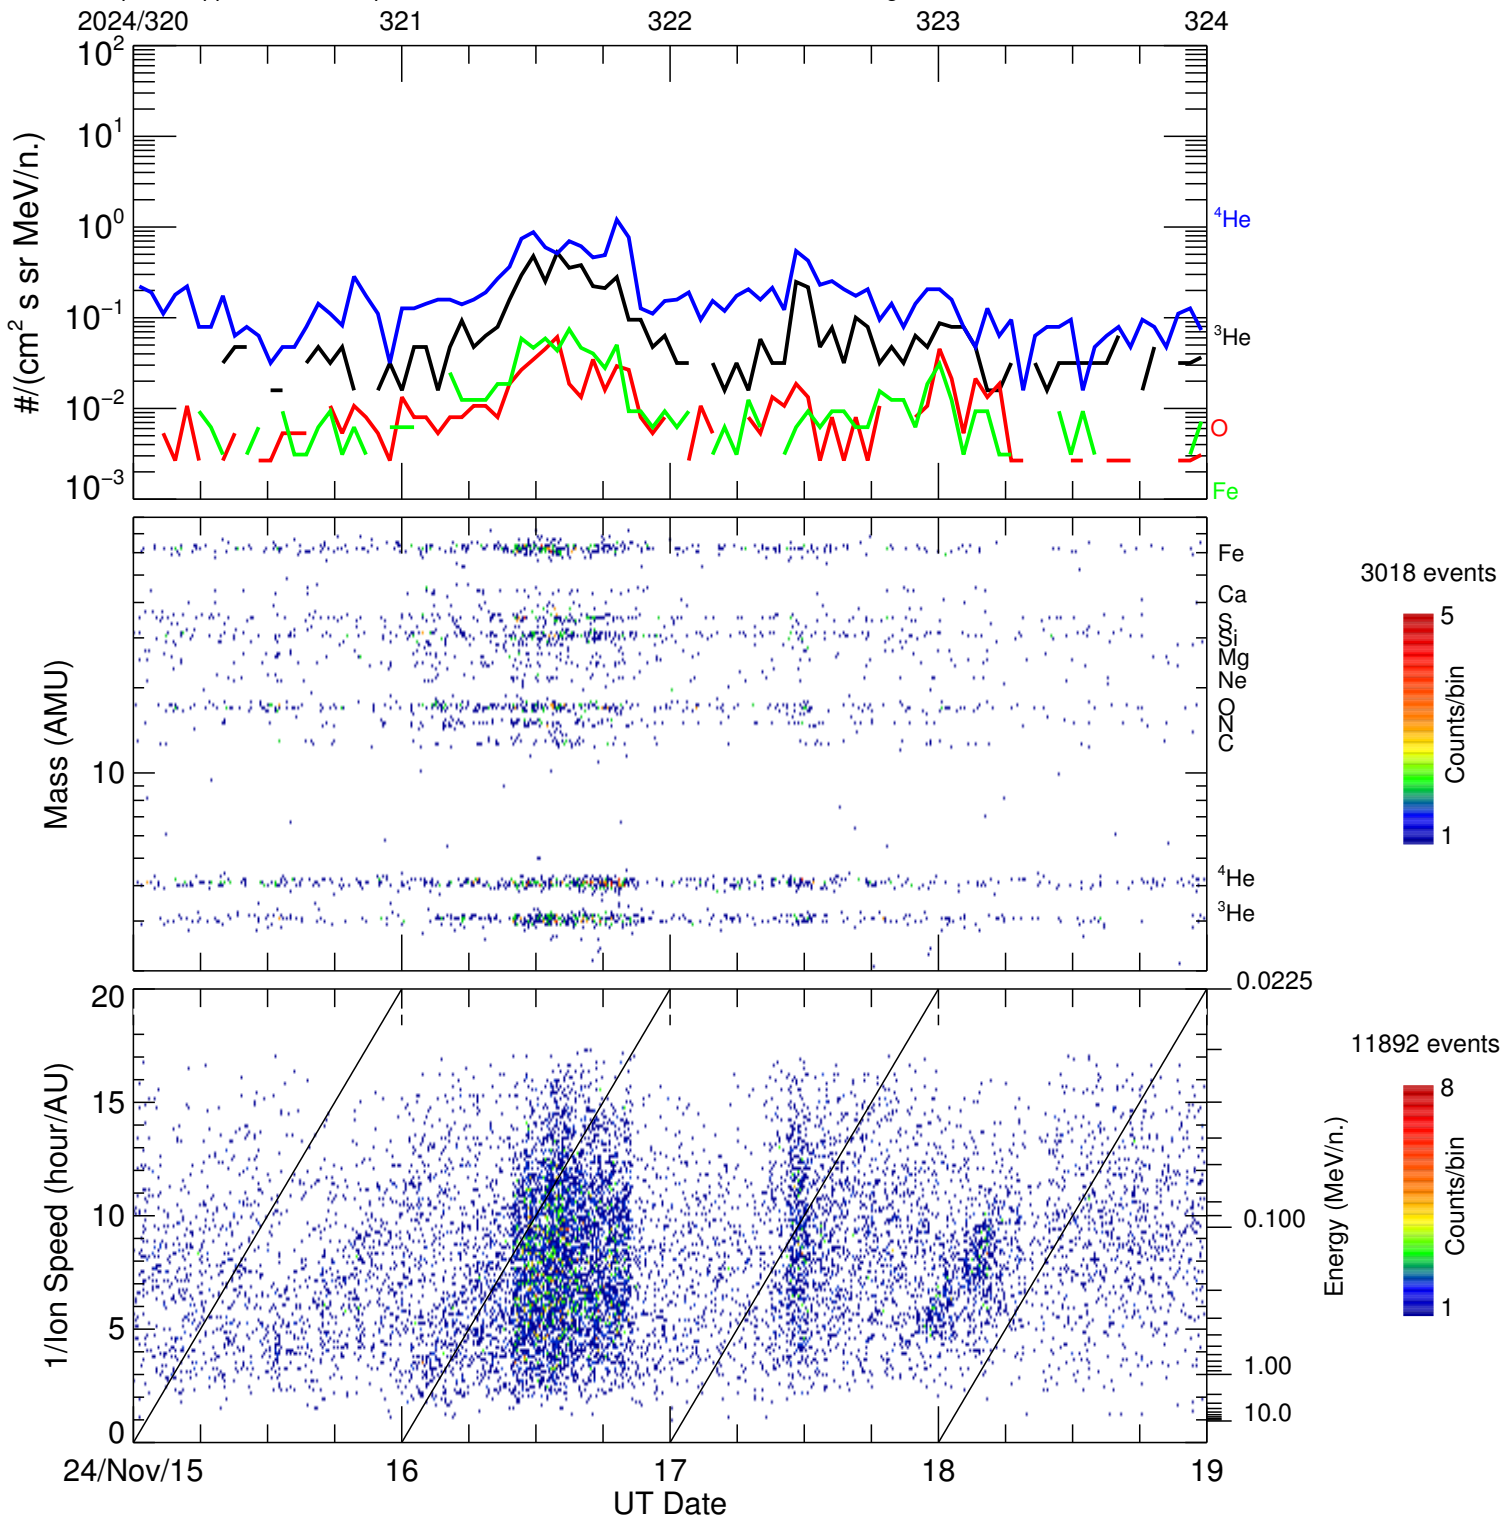 2024/320 321 322 323 324
10²
10¹
10⁰
10⁻¹
10⁻²
10⁻³
#/(cm² s sr MeV/n.)
⁴He
³He
O
Fe
Mass (AMU)
10
Fe
Ca
S
Si
Mg
Ne
O
N
C
⁴He
³He
3018 events
5
Counts/bin
1
1/Ion Speed (hour/AU)
20
15
10
5
0
0.0225
0.100
1.00
10.0
Energy (MeV/n.)
11892 events
8
Counts/bin
1
24/Nov/15 16 17 18 19
UT Date